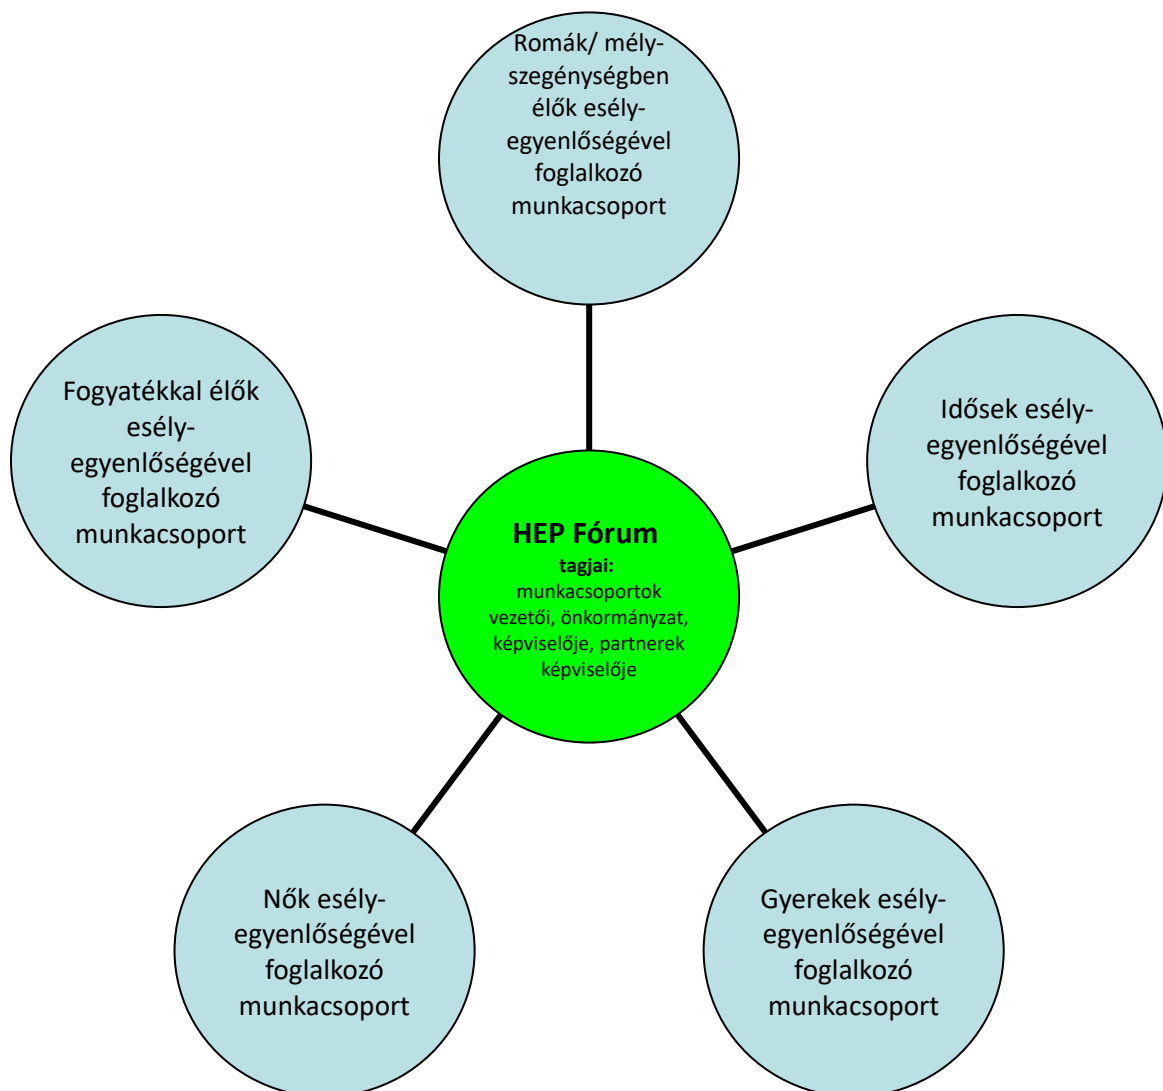 Romák/ mély-
szegénységben
élők esély-
egyenlőségével
foglalkozó
munkacsoport
Fogyatékkal élők
esély-
egyenlőségével
foglalkozó
munkacsoport
Idősek esély-
egyenlőségével
foglalkozó
munkacsoport
HEP Fórum
tagjai:
munkacsoportok
vezetői, önkormányzat,
képviselője, partnerek
képviselője
Nők esély-
egyenlőségével
foglalkozó
munkacsoport
Gyerekek esély-
egyenlőségével
foglalkozó
munkacsoport